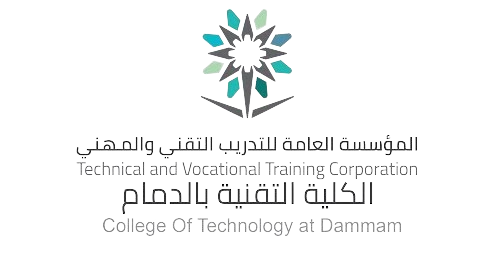 المؤسسة العامة للتدريب التقني والمهني
Technical and Vocational Training Corporation
الكلية التقنية بالدمام
College Of Technology at Dammam